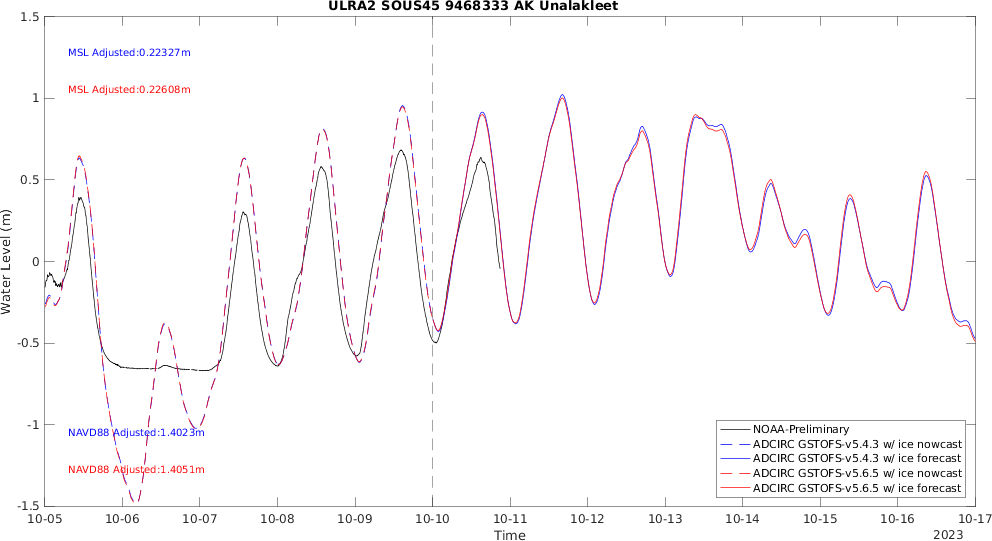 ULRA2 SOUS45 9468333 AK Unalakleet
1.5
1
0.5
0
-0.5
-1
-1.5
Water Level (m)
MSL Adjusted:0.22327m
MSL Adjusted:0.22608m
NAVD88 Adjusted:1.4023m
NAVD88 Adjusted:1.4051m
NOAA-Preliminary
ADCIRC GSTOFS-v5.4.3 w/ ice nowcast
ADCIRC GSTOFS-v5.4.3 w/ ice forecast
ADCIRC GSTOFS-v5.6.5 w/ ice nowcast
ADCIRC GSTOFS-v5.6.5 w/ ice forecast
10-05 10-06 10-07 10-08 10-09 10-10 10-11 10-12 10-13 10-14 10-15 10-16 10-17
Time
2023